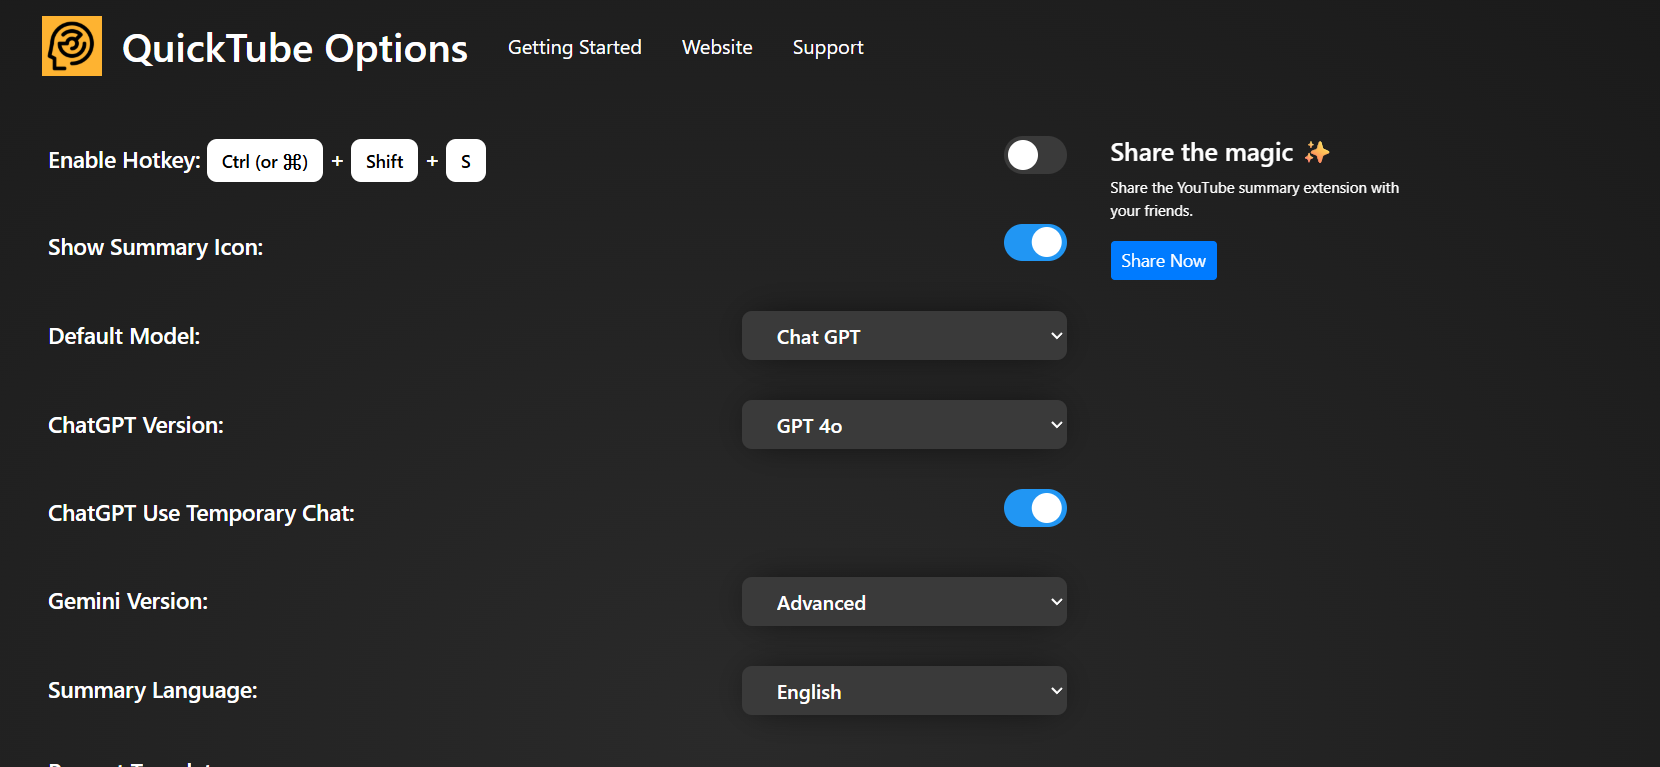 QuickTube Options Getting Started Website Support
Enable Hotkey: Ctrl (or ⌘) + Shift + S
Share the magic ✨
Share the YouTube summary extension with
your friends.
Share Now
Show Summary Icon:
Default Model: Chat GPT
ChatGPT Version: GPT 4o
ChatGPT Use Temporary Chat:
Gemini Version: Advanced
Summary Language: English